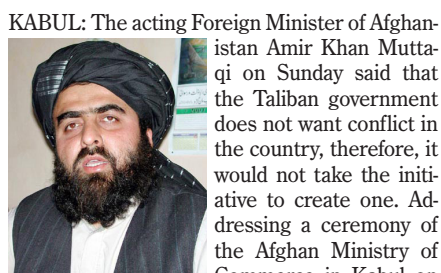 KABUL: The acting Foreign Minister of Afghan-
istan Amir Khan Mutta-
qi on Sunday said that
the Taliban government
does not want conflict in
the country, therefore, it
would not take the initi-
ative to create one. Ad-
dressing a ceremony of
the Afghan Ministry of
Commerce in Kabul on